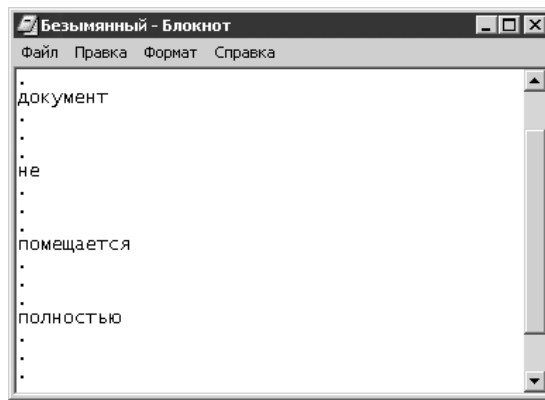 Безымянный - Блокнот
Файл Правка Формат Справка
.
документ
.
.
.
не
.
.
.
помещается
.
.
.
полностью
.
.
.